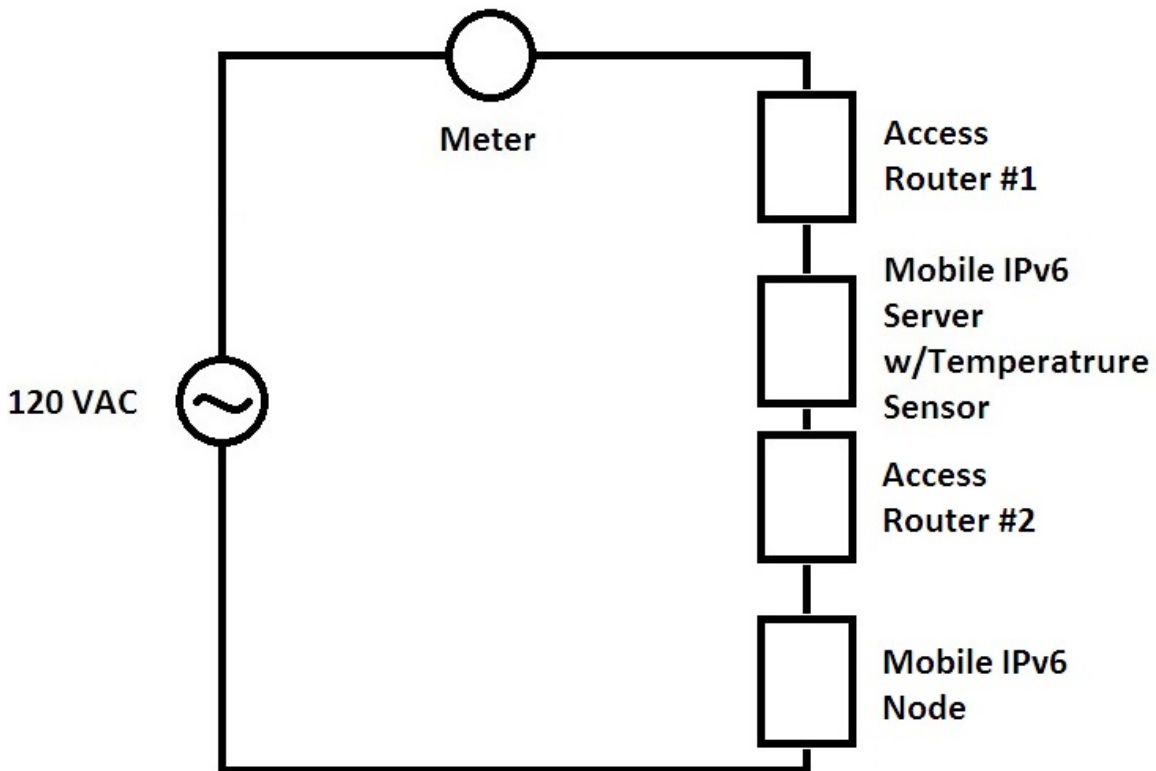 Meter
Access
Router #1
Mobile IPv6
Server
w/Temperatrure
Sensor
120 VAC
Access
Router #2
Mobile IPv6
Node